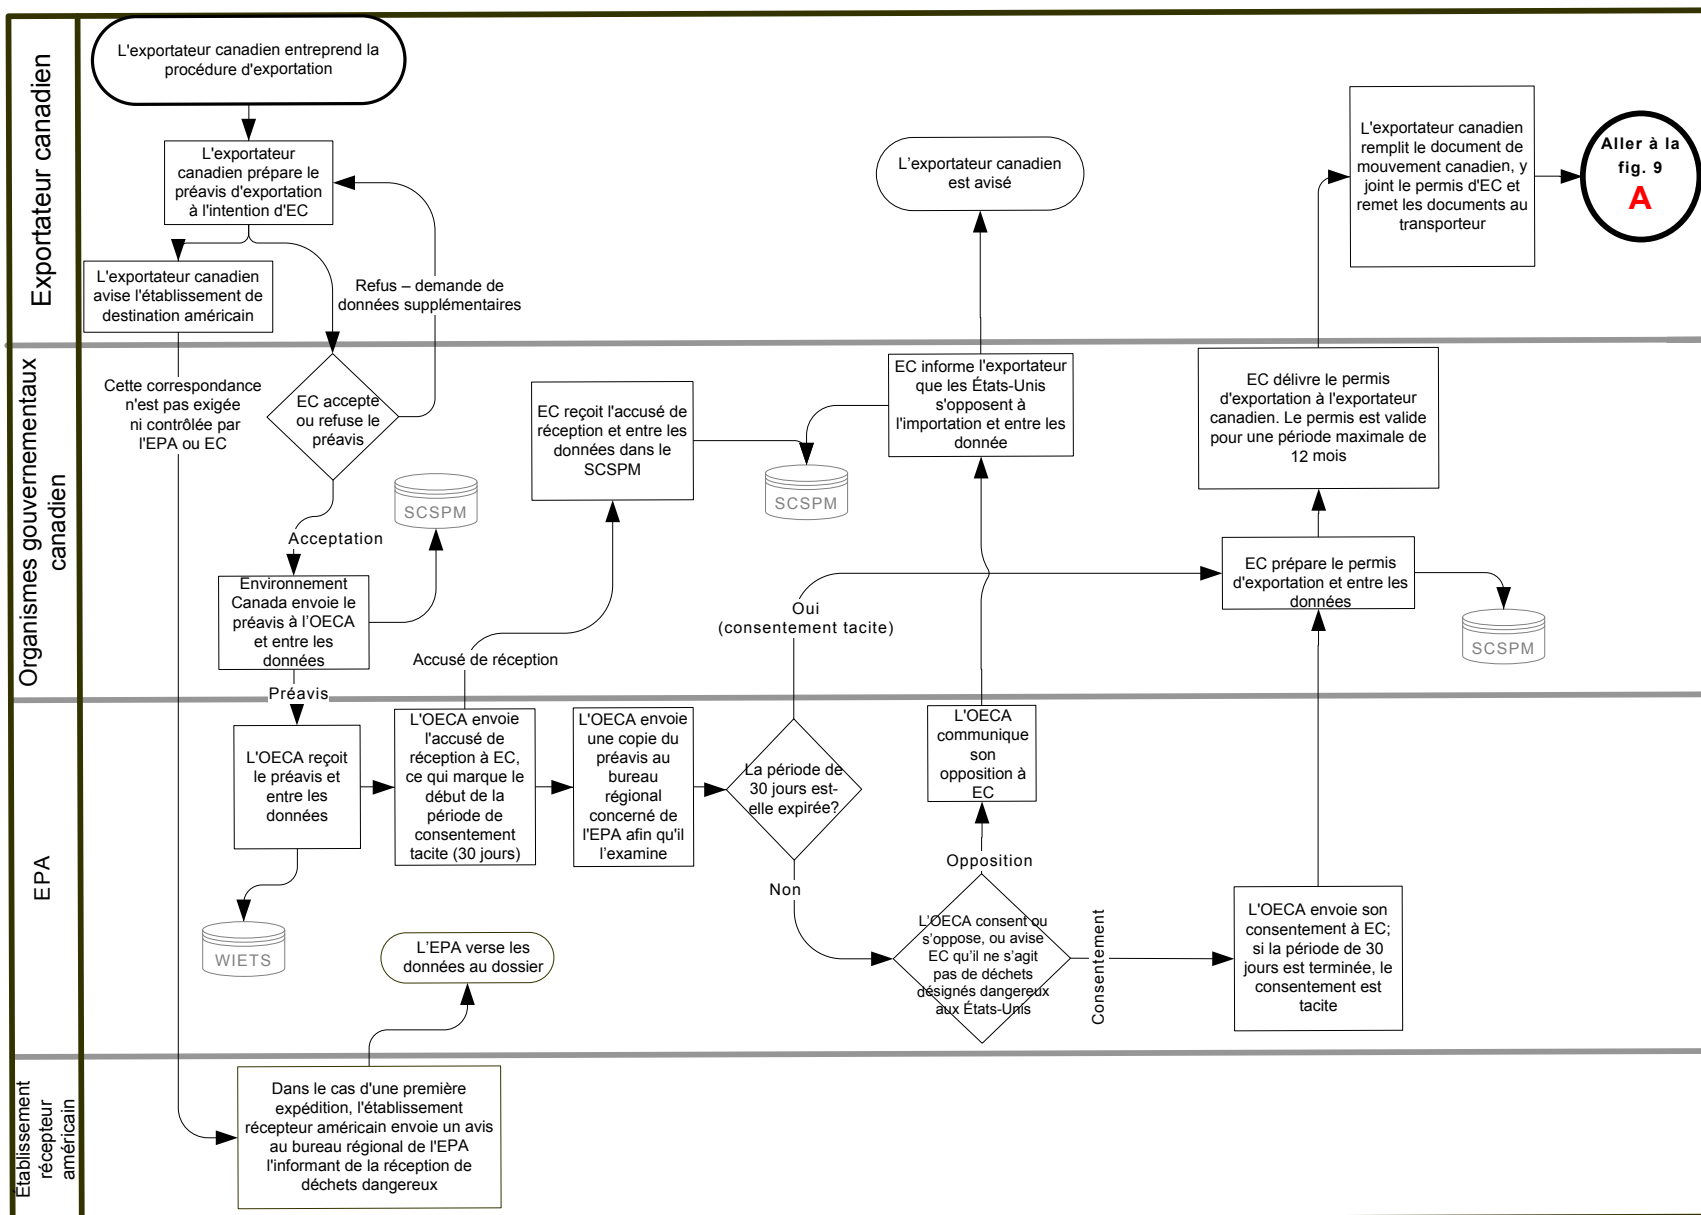 Exportateur canadien
L'exportateur canadien entreprend la
procédure d'exportation
L'exportateur
canadien prépare le
préavis d'exportation
à l'intention d'EC
L'exportateur canadien
avise l'établissement de
destination américain
Refus – demande de
données supplémentaires
L'exportateur canadien
est avisé
L'exportateur canadien
remplit le document de
mouvement canadien, y
joint le permis d'EC et
remet les documents au
transporteur
Aller à la
fig. 9
A
Organismes gouvernementaux
canadien
Cette correspondance
n'est pas exigée
ni contrôlée par
l'EPA ou EC
EC accepte
ou refuse le
préavis
SCSPM
Acceptation
Environnement
Canada envoie le
préavis à l'OECA
et entre les
données
Préavis
EC reçoit l'accusé de
réception et entre les
données dans le
SCSPM
Accusé de réception
SCSPM
EC informe l'exportateur
que les États-Unis
s'opposent à
l'importation et entre les
donnée
Oui
(consentement tacite)
EC délivre le permis
d'exportation à l'exportateur
canadien. Le permis est valide
pour une période maximale de
12 mois
EC prépare le permis
d'exportation et entre les
données
SCSPM
EPA
L'OECA reçoit
le préavis et
entre les
données
WIETS
L'OECA envoie
l'accusé de
réception à EC,
ce qui marque le
début de la
période de
consentement
tacite (30 jours)
L'OECA envoie
une copie du
préavis au
bureau
régional
concerné de
l'EPA afin qu'il
l'examine
La période de
30 jours est-
elle expirée?
Non
L'OECA
communique
son
opposition à
EC
Opposition
L'OECA consent ou
s'oppose, ou avise
EC qu'il ne s'agit
pas de déchets
désignés dangereux
aux États-Unis
Consentement
L'OECA envoie son
consentement à EC;
si la période de 30
jours est terminée, le
consentement est
tacite
L'EPA verse les
données au dossier
Établissement
récepteur
américain
Dans le cas d'une première
expédition, l'établissement
récepteur américain envoie un avis
au bureau régional de l'EPA
l'informant de la réception de
déchets dangereux